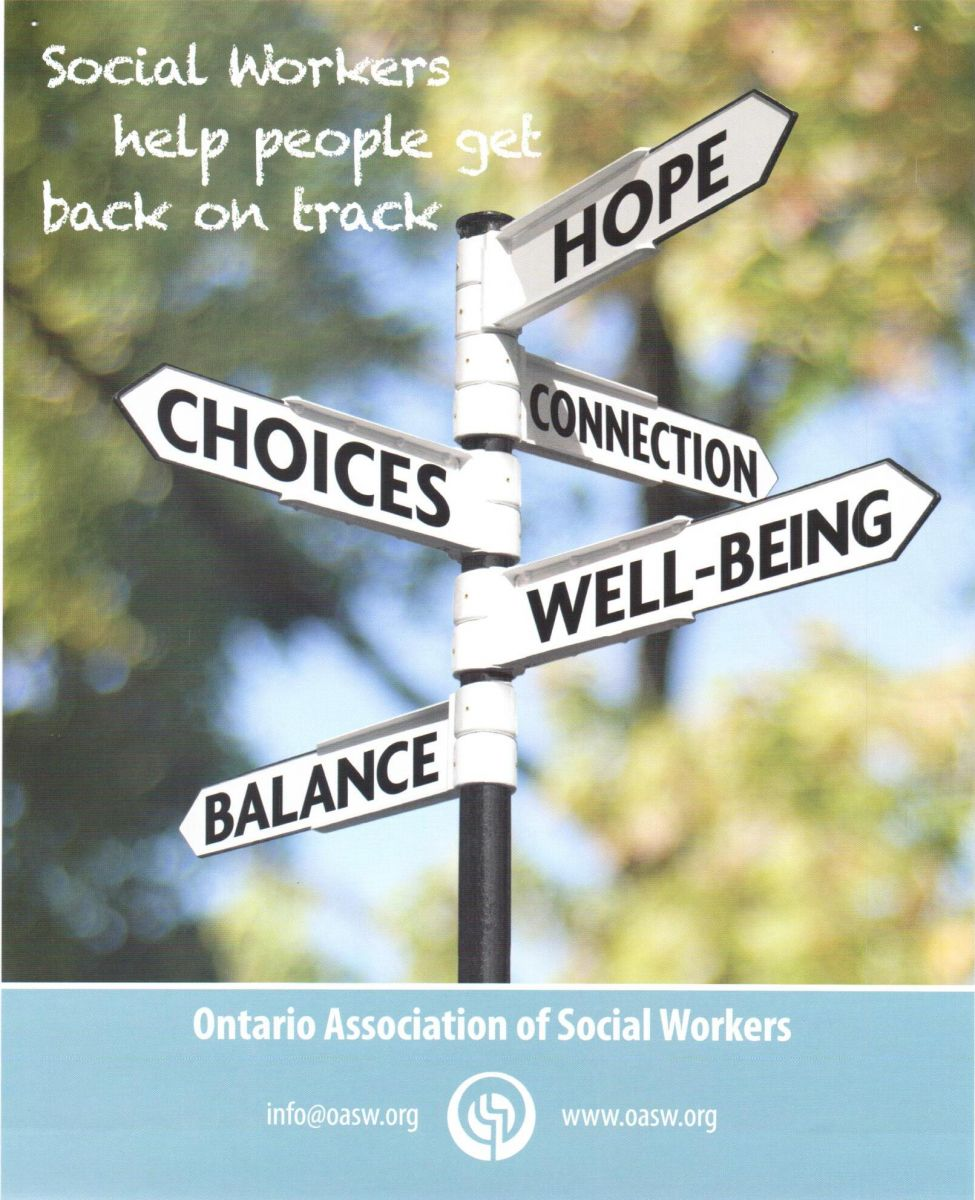 Social Workers
help people get
back on track
HOPE
CONNECTION
CHOICES
WELL-BEING
BALANCE
Ontario Association of Social Workers
info@oasw.org
www.oasw.org